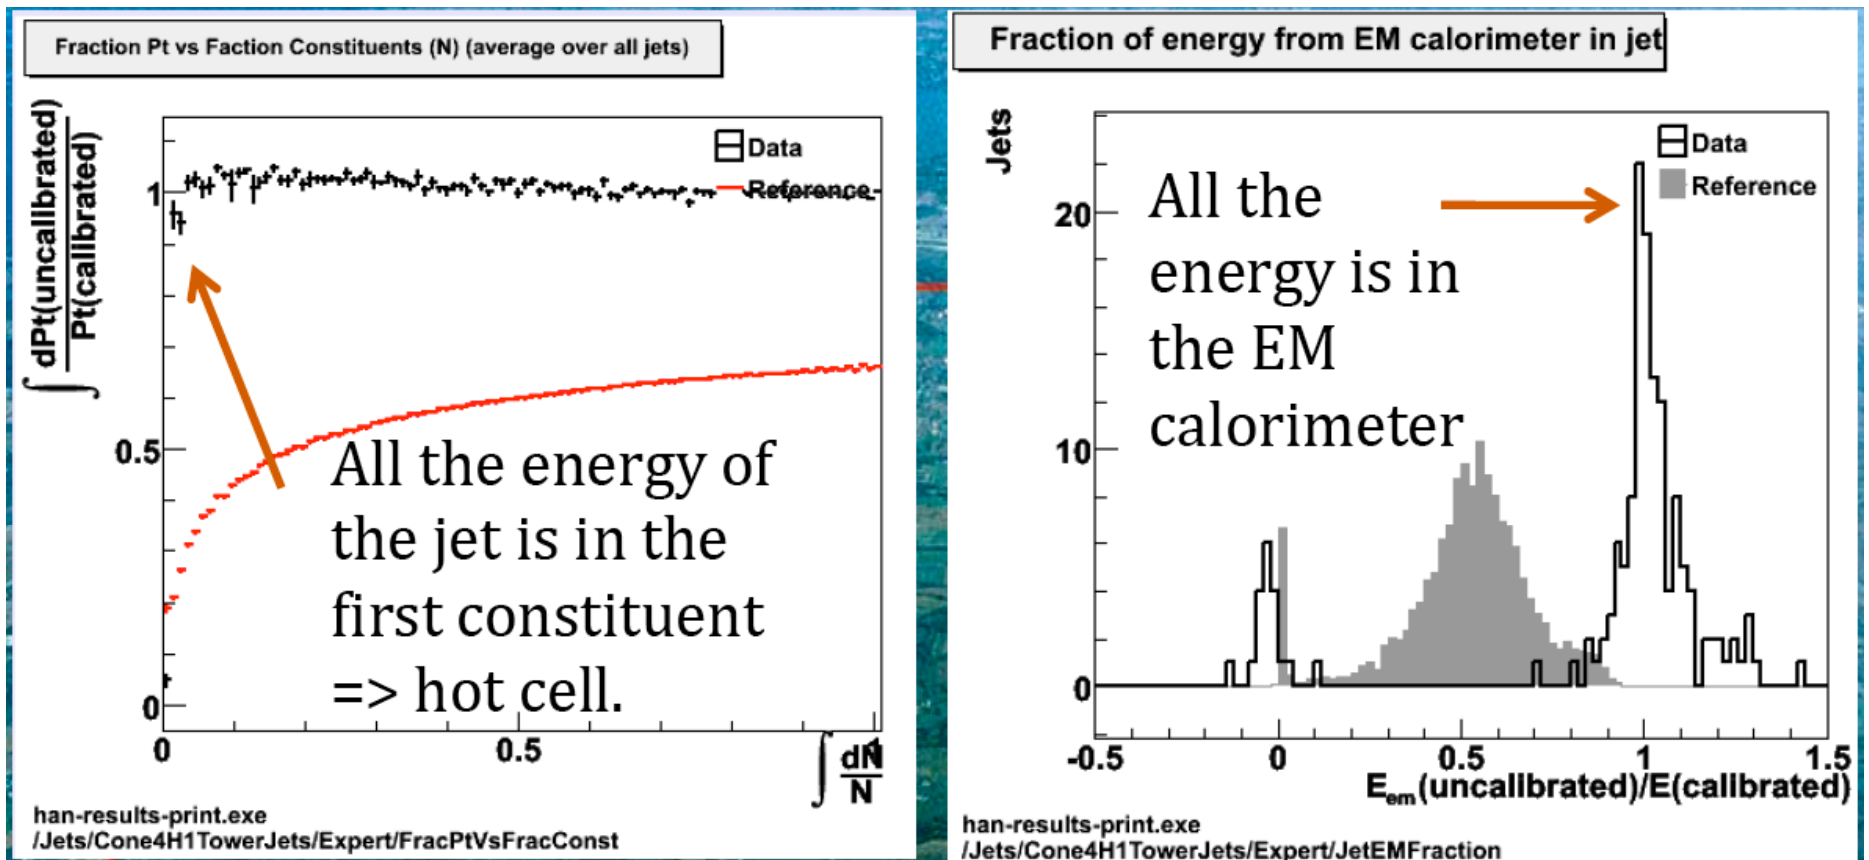 Fraction Pt vs Faction Constituents (N) (average over all jets)
∫ dPt(uncalibrated)
Pt(calibrated)
Data
Reference
1
0.5
0
All the energy of
the jet is in the
first constituent
=> hot cell.
0
0.5
1
∫ dN
N
han-results-print.exe
/Jets/Cone4H1TowerJets/Expert/FracPtVsFracConst
Fraction of energy from EM calorimeter in jet
Jets
Data
Reference
20
10
0
All the
energy is in
the EM
calorimeter
-0.5
0
0.5
1
1.5
Eem(uncalibrated)/E(calibrated)
han-results-print.exe
/Jets/Cone4H1TowerJets/Expert/JetEMFraction